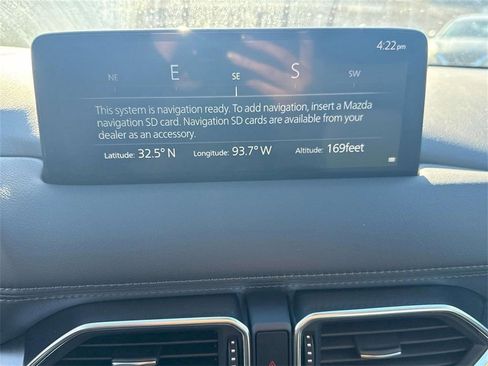 4:22pm
NE E SE S SW
This system is navigation ready. To add navigation, insert a Mazda
navigation SD card. Navigation SD cards are available from your
dealer as an accessory.
Latitude: 32.5° N Longitude: 93.7° W Altitude: 169feet